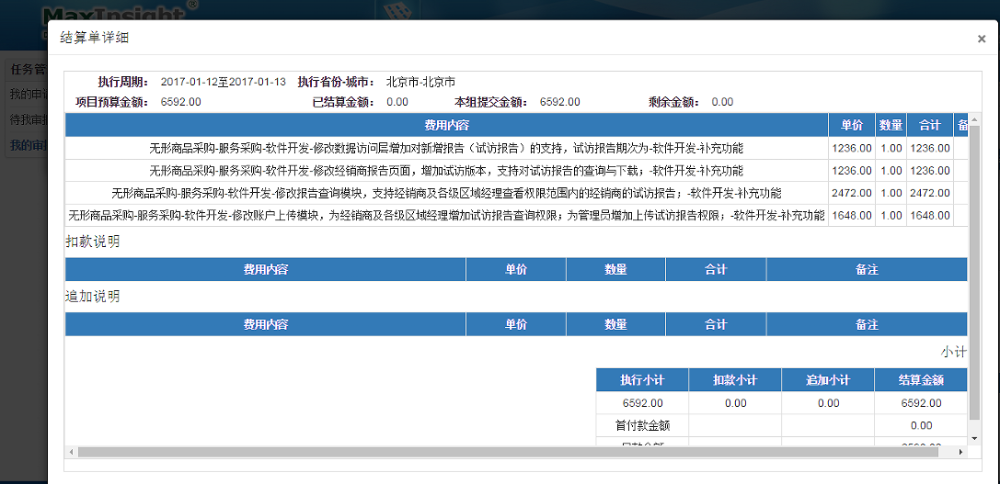 MaxInsight®
结算单详细
×
任务管
我的申请
待我审批
我的审批
执行周期： 2017-01-12至2017-01-13 执行省份-城市： 北京市-北京市
项目预算金额： 6592.00 已结算金额： 0.00 本组提交金额： 6592.00 剩余金额： 0.00
费用内容 单价 数量 合计 备
无形商品采购-服务采购-软件开发-修改数据访问层增加对新增报告（试访报告）的支持，试访报告期次为-软件开发-补充功能 1236.00 1.00 1236.00
无形商品采购-服务采购-软件开发-修改经销商报告页面，增加试访版本，支持对试访报告的查询与下载；-软件开发-补充功能 1236.00 1.00 1236.00
无形商品采购-服务采购-软件开发-修改报告查询模块，支持经销商及各级区域经理查看权限范围内的经销商的试访报告；-软件开发-补充功能 2472.00 1.00 2472.00
无形商品采购-服务采购-软件开发-修改账户上传模块，为经销商及各级区域经理增加试访报告查询权限；为管理员增加上传试访报告权限；-软件开发-补充功能 1648.00 1.00 1648.00
扣款说明
费用内容 单价 数量 合计 备注
追加说明
费用内容 单价 数量 合计 备注
小计
执行小计 扣款小计 追加小计 结算金额
6592.00 0.00 0.00 6592.00
首付款金额 0.00